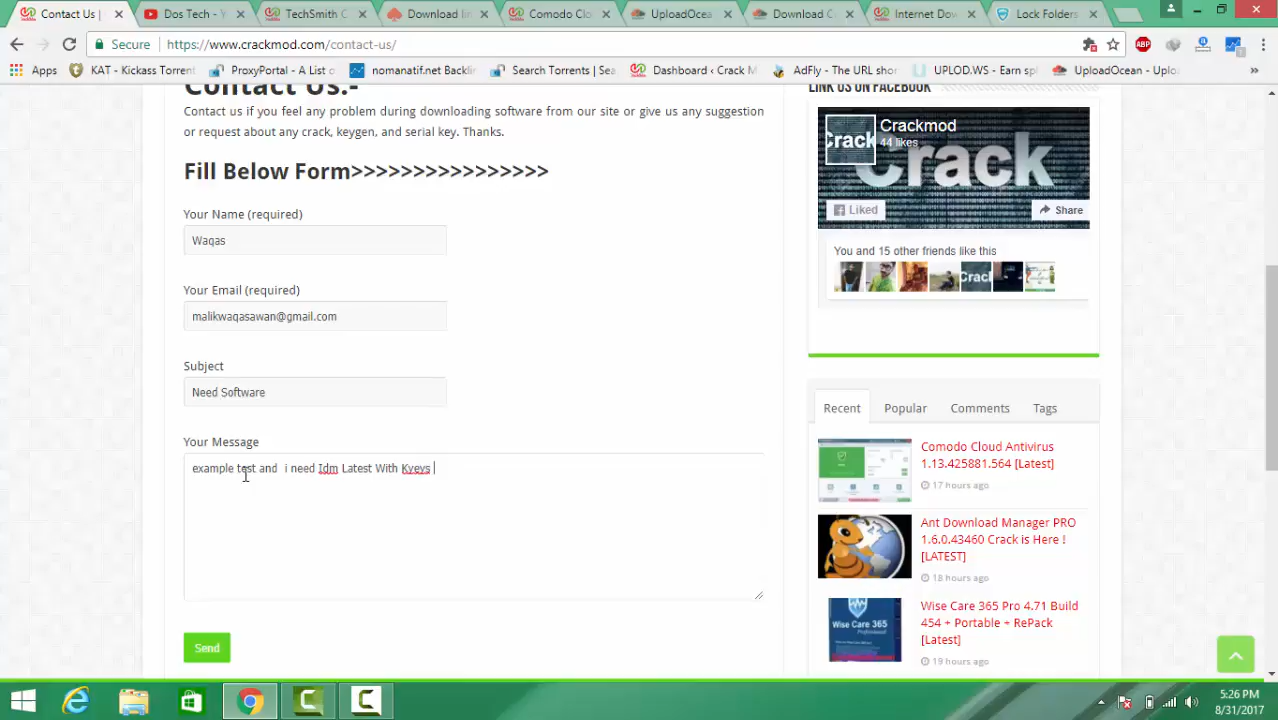 Contact Us |
Dos Tech - Y
TechSmith C
Download In
Comodo Clo
UploadOcea
Download C
Internet Dow
Lock Folders
Secure
https://www.crackmod.com/contact-us/
Apps
KAT - Kickass Torrent
ProxyPortal - A List o
nomanatif.net Backlin
Search Torrents | Sea
Dashboard ‹ Crack M
AdFly - The URL shor
UPLOD.WS - Earn spl
UploadOcean - Uplo
Contact Us:-
Contact us if you feel any problem during downloading software from our site or give us any suggestion
or request about any crack, keygen, and serial key. Thanks.
Fill Below Form>>>>>>>>>>>>>>>
Your Name (required)
Waqas
Your Email (required)
malikwaqasawan@gmail.com
Subject
Need Software
Your Message
example test and i need Idm Latest With Kyeys
Send
LINK US ON FACEBOOK
Crackmod
44 likes
Crack
Crack
Liked
Share
You and 15 other friends like this
Crack
Recent
Popular
Comments
Tags
Comodo Cloud Antivirus
1.13.425881.564 [Latest]
17 hours ago
Ant Download Manager PRO
1.6.0.43460 Crack is Here !
[LATEST]
18 hours ago
Wise Care 365
Wise Care 365 Pro 4.71 Build
454 + Portable + RePack
[Latest]
19 hours ago
5:26 PM
8/31/2017